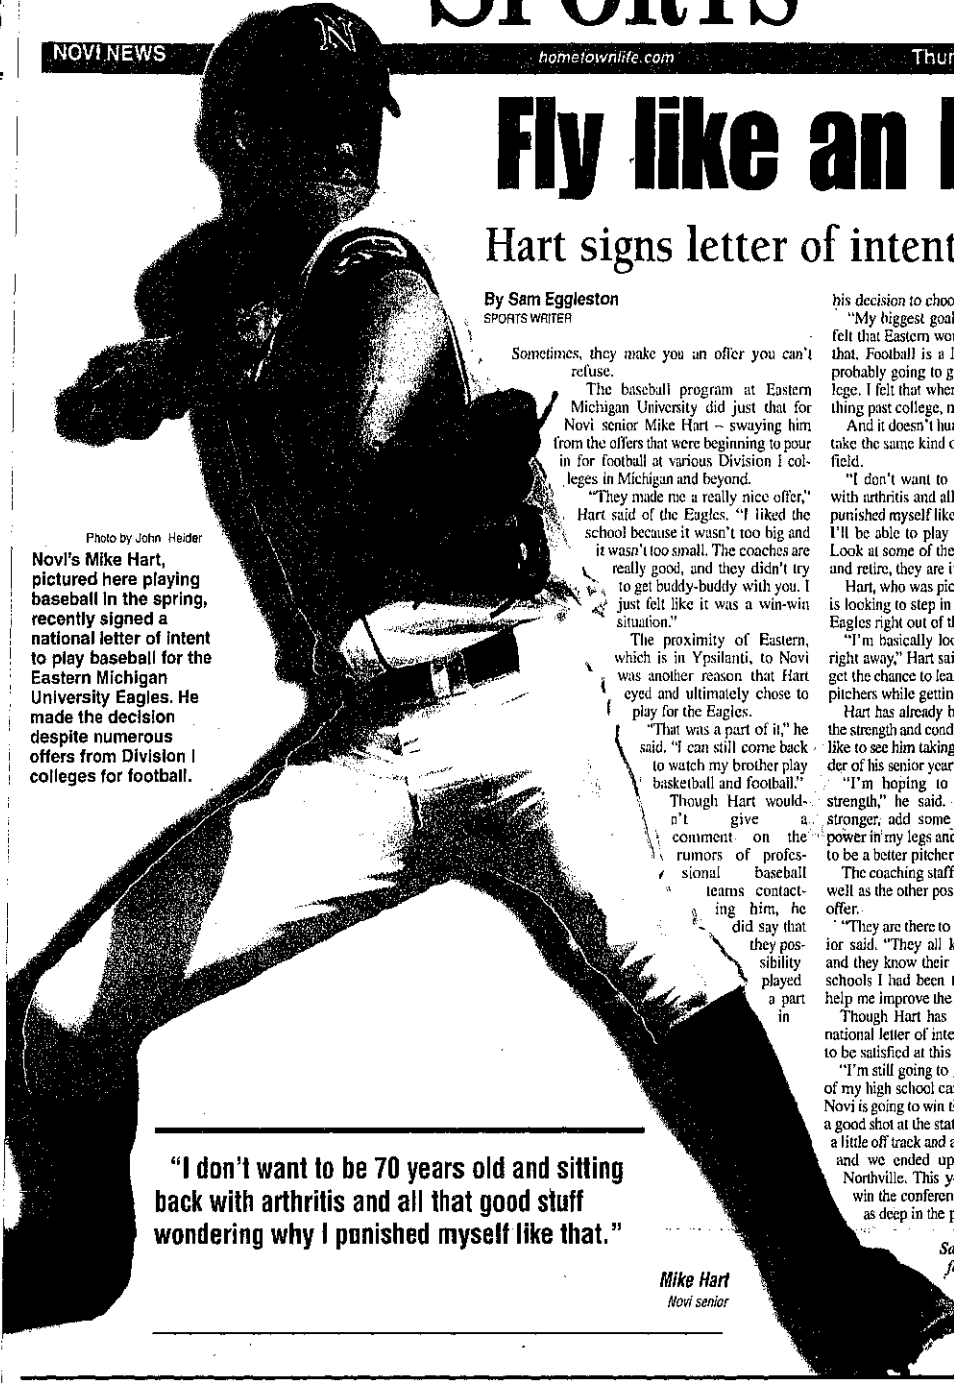 SPORTS
NOVI NEWS
hometownlife.com
Thur
N
Fly like an
Hart signs letter of intent
By Sam Eggleston
SPORTS WRITER
Sometimes, they make you an offer you can't
refuse.
The baseball program at Eastern
Michigan University did just that for
Novi senior Mike Hart – swaying him
from the offers that were beginning to pour
in for football at various Division I col-
leges in Michigan and beyond.
"They made me a really nice offer,"
Hart said of the Eagles. "I liked the
school because it wasn't too big and
it wasn't too small. The coaches are
really good, and they didn't try
to get buddy-buddy with you. I
just felt like it was a win-win
situation."
The proximity of Eastern,
which is in Ypsilanti, to Novi
was another reason that Hart
eyed and ultimately chose to
play for the Eagles.
"That was a part of it," he
said. "I can still come back
to watch my brother play
basketball and football."
Though Hart would-
n't give a
comment on the
rumors of profes-
sional baseball
teams contact-
ing him, he
did say that
they pos-
sibility
played
a part
in
his decision to choo
"My biggest goal
felt that Eastern wo
that. Football is a l
probably going to g
lege. I felt that when
thing past college, n
And it doesn't hu
take the same kind o
field.
"I don't want to
with arthritis and all
punished myself like
I'll be able to play
Look at some of the
and retire, they are i
Hart, who was pic
is looking to step in
Eagles right out of th
"I'm basically loo
right away," Hart sai
get the chance to lea
pitchers while gettin
Hart has already b
the strength and cond
like to see him taking
der of his senior year
"I'm hoping to
strength," he said.
stronger, add some
power in my legs and
to be a better pitcher
The coaching staff
well as the other pos
offer.
"They are there to
ior said. "They all k
and they know their
schools I had been t
help me improve the
Though Hart has
national letter of inte
to be satisfied at this
"I'm still going to
of my high school ca
Novi is going to win t
a good shot at the stat
a little off track and a
and we ended up
Northville. This y
win the conferen
as deep in the p
Sa
f
Photo by John Heider
Novi's Mike Hart,
pictured here playing
baseball in the spring,
recently signed a
national letter of intent
to play baseball for the
Eastern Michigan
University Eagles. He
made the decision
despite numerous
offers from Division I
colleges for football.
"I don't want to be 70 years old and sitting
back with arthritis and all that good stuff
wondering why I punished myself like that."
Mike Hart
Novi senior